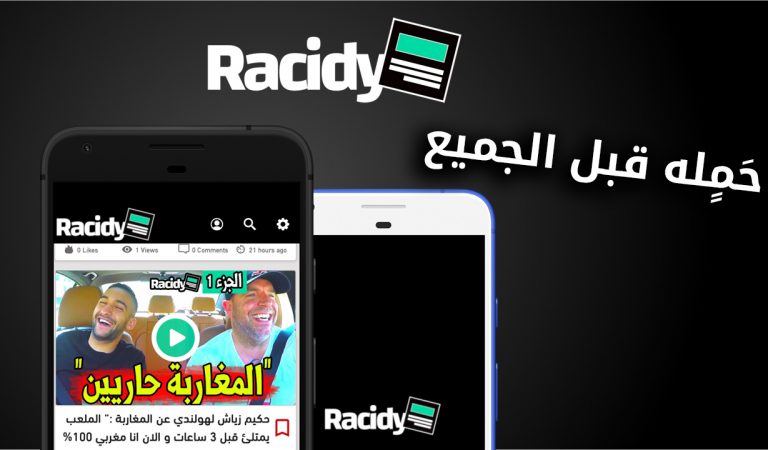 Racidy
حَمِله قبل الجميع
Racidy
0 Likes 1 Views 0 Comments 21 hours ago
Racidy الجزء 1
"المغاربة حاريين"
حكيم زياش لهولندي عن المغاربة :" الملعب
يمتلئ قبل 3 ساعات و الان انا مغربي 100%
Racidy